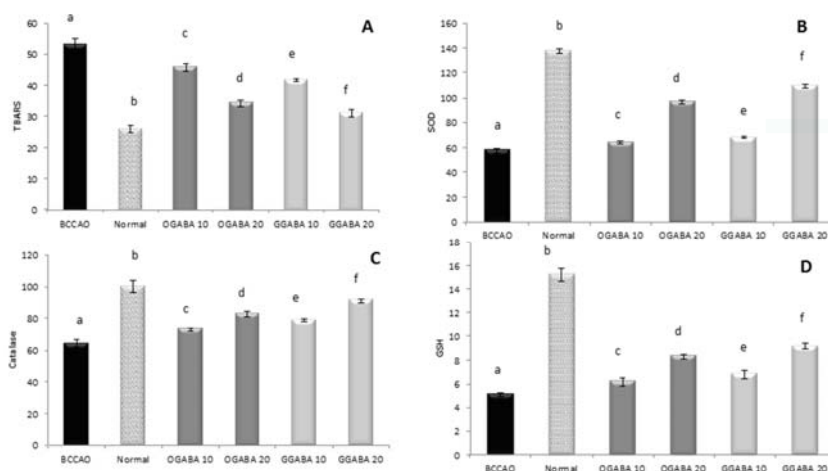 A
TBARS
60
50
40
30
20
10
0
a
b
c
d
e
f
BCCAO Normal OGABA 10 OGABA 20 GGABA 10 GGABA 20
B
SOD
160
140
120
100
80
60
40
20
0
a
b
c
d
e
f
BCCAO Normal OGABA 10 OGABA 20 GGABA 10 GGABA 20
C
Catalase
120
100
80
60
40
20
0
a
b
c
d
e
f
BCCAO Normal OGABA 10 OGABA 20 GGABA 10 GGABA 20
D
GSH
18
16
14
12
10
8
6
4
2
0
a
b
c
d
e
f
BCCAO Normal OGABA 10 OGABA 20 GGABA 10 GGABA 20